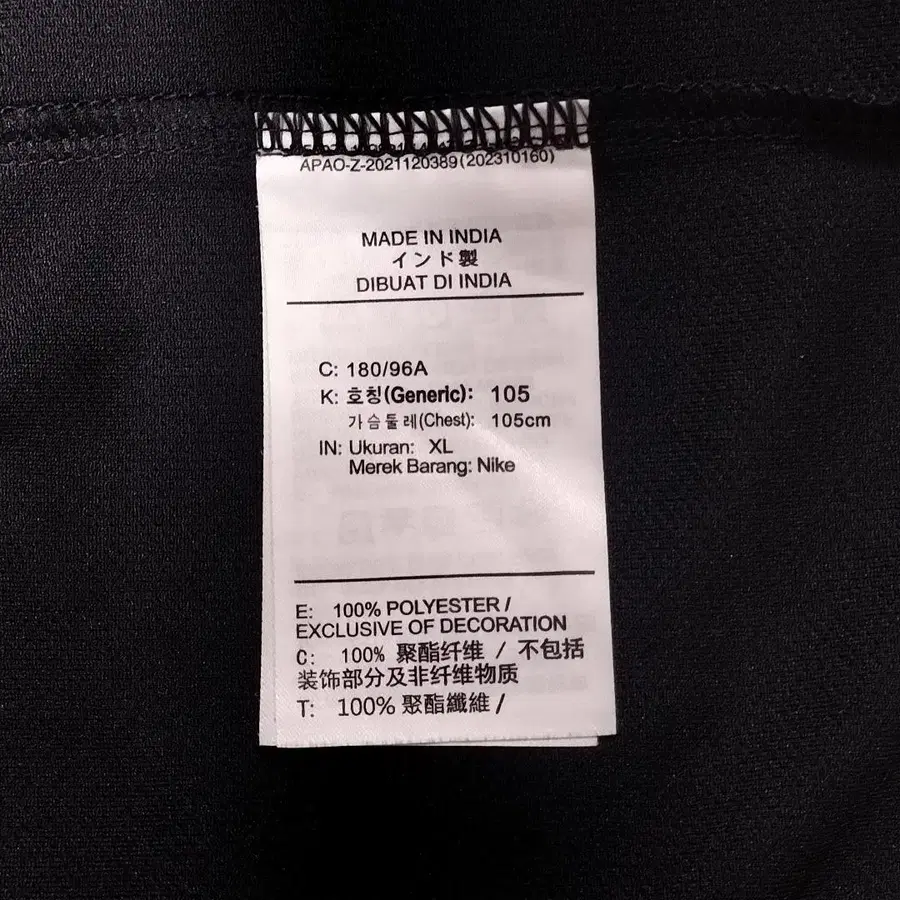 APAO-Z-2021120389(202310160)
MADE IN INDIA
インド製
DIBUAT DI INDIA
C: 180/96A
K: 호칭(Generic): 105
가슴둘레(Chest): 105cm
IN: Ukuran: XL
Merek Barang: Nike
E: 100% POLYESTER /
EXCLUSIVE OF DECORATION
C: 100% 聚酯纤维 / 不包括
装饰部分及非纤维物质
T: 100% 聚酯纖維 /